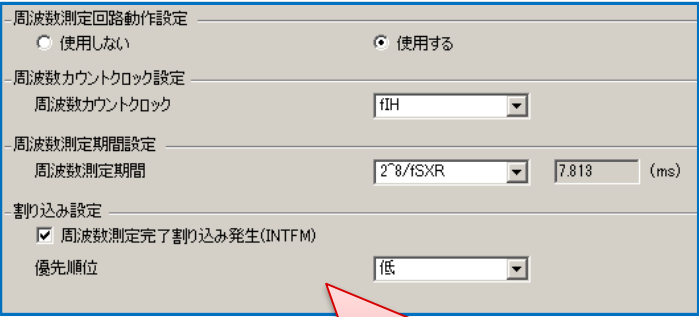 周波数測定回路動作設定
使用しない 使用する
周波数カウントクロック設定
周波数カウントクロック fIH
周波数測定期間設定
周波数測定期間 2^8/fSXR 7.813 (ms)
割り込み設定
周波数測定完了割り込み発生(INTFM)
優先順位 低